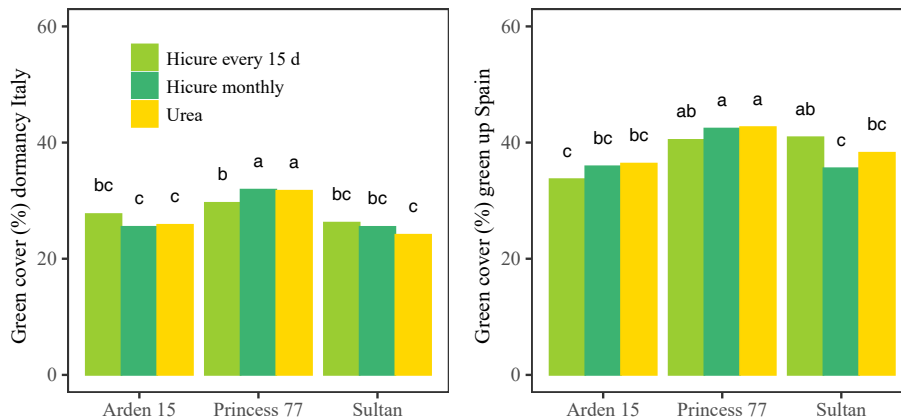 Green cover (%) dormancy Italy
60
40
20
0
Hicure every 15 d
Hicure monthly
Urea
bc c c
b a a
bc bc c
Arden 15 Princess 77 Sultan
Green cover (%) green up Spain
60
40
20
0
c bc bc
ab a a
ab c bc
Arden 15 Princess 77 Sultan